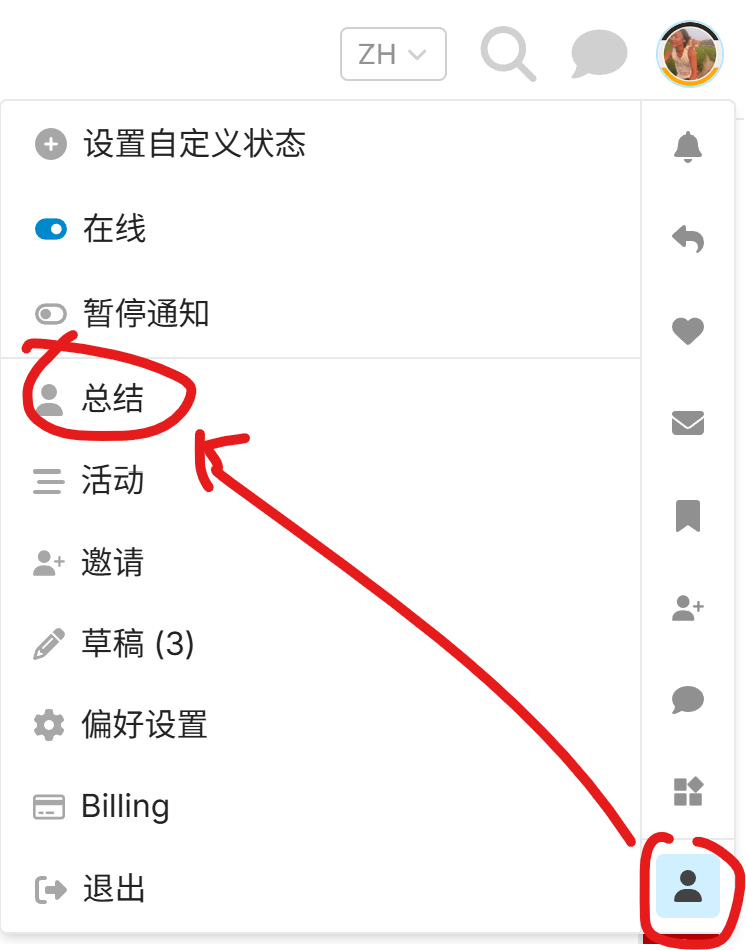 ZH
设置自定义状态
在线
暂停通知
总结
活动
邀请
草稿 (3)
偏好设置
Billing
退出